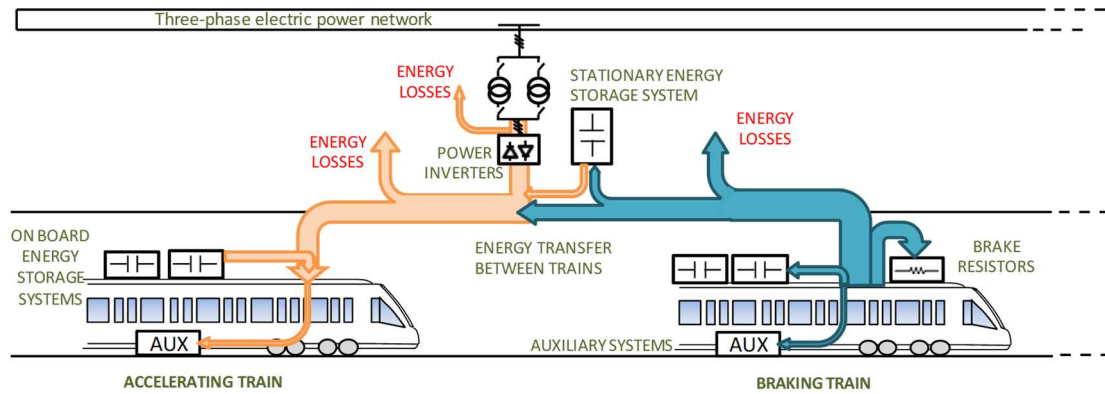 Three-phase electric power network
ENERGY
LOSSES
STATIONARY ENERGY
STORAGE SYSTEM
ENERGY
LOSSES
ENERGY
LOSSES
POWER
INVERTERS
ON BOARD
ENERGY
STORAGE
SYSTEMS
ENERGY TRANSFER
BETWEEN TRAINS
BRAKE
RESISTORS
AUX
AUXILIARY SYSTEMS
AUX
ACCELERATING TRAIN
BRAKING TRAIN